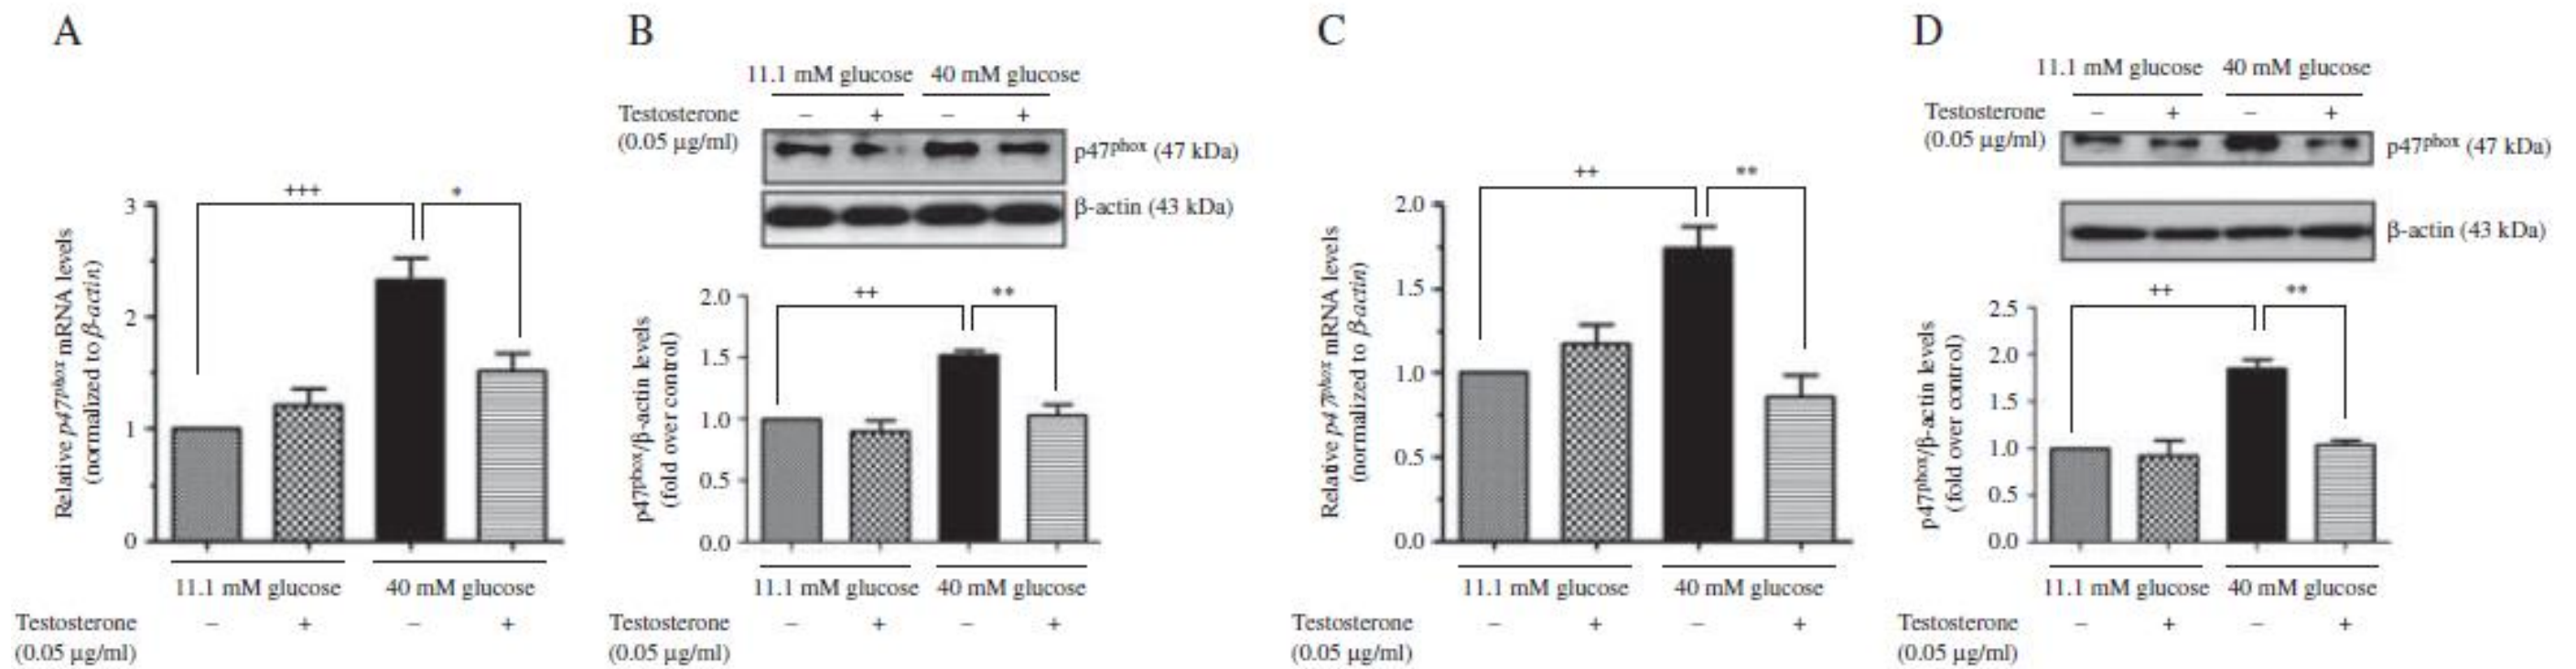 A
+++
*
3
2
1
0
Relative p47phox mRNA levels
(normalized to β-actin)
11.1 mM glucose 40 mM glucose
Testosterone − + − +
(0.05 µg/ml)
B
11.1 mM glucose 40 mM glucose
Testosterone − + − +
(0.05 µg/ml)
p47phox (47 kDa)
β-actin (43 kDa)
++
**
2.0
1.5
1.0
0.5
0.0
p47phox/β-actin levels
(fold over control)
11.1 mM glucose 40 mM glucose
Testosterone − + − +
(0.05 µg/ml)
C
++
**
2.0
1.5
1.0
0.5
0.0
Relative p47phox mRNA levels
(normalized to β-actin)
11.1 mM glucose 40 mM glucose
Testosterone − + − +
(0.05 µg/ml)
D
11.1 mM glucose 40 mM glucose
Testosterone − + − +
(0.05 µg/ml)
p47phox (47 kDa)
β-actin (43 kDa)
++
**
2.5
2.0
1.5
1.0
0.5
0.0
p47phox/β-actin levels
(fold over control)
11.1 mM glucose 40 mM glucose
Testosterone − + − +
(0.05 µg/ml)